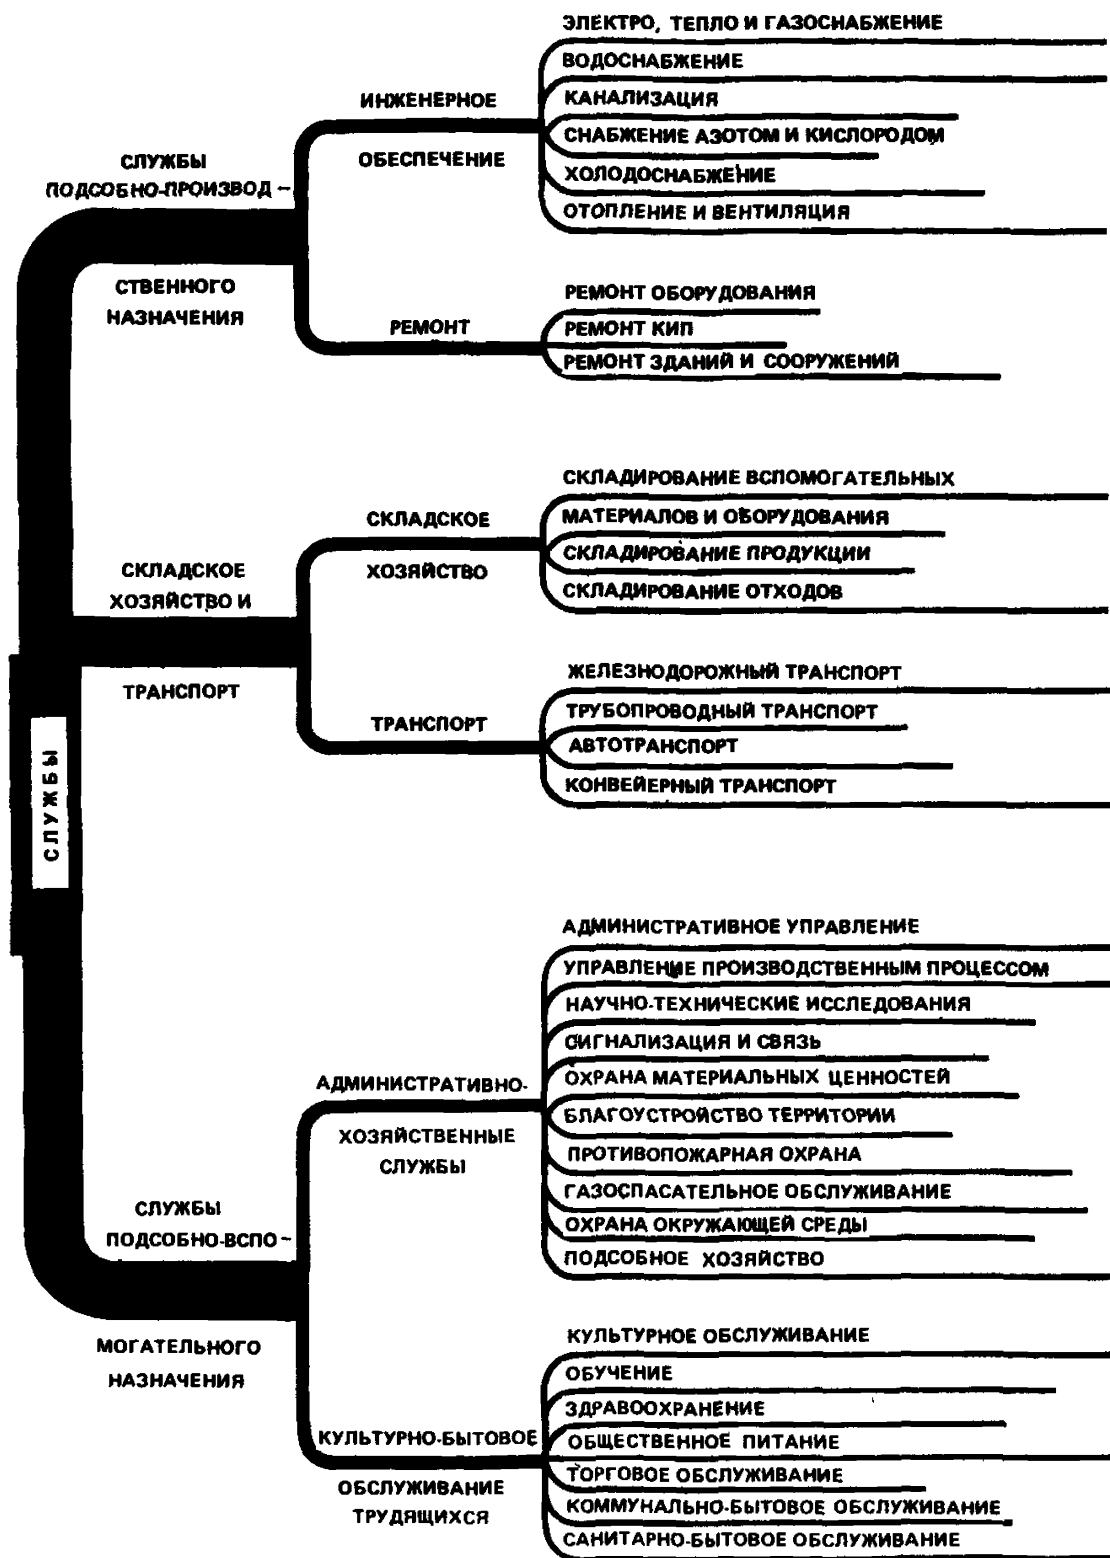 СЛУЖБЫ
СЛУЖБЫ
ПОДСОБНО-ПРОИЗВОД-
СТВЕННОГО
НАЗНАЧЕНИЯ
ИНЖЕНЕРНОЕ
ОБЕСПЕЧЕНИЕ
ЭЛЕКТРО, ТЕПЛО И ГАЗОСНАБЖЕНИЕ
ВОДОСНАБЖЕНИЕ
КАНАЛИЗАЦИЯ
СНАБЖЕНИЕ АЗОТОМ И КИСЛОРОДОМ
ХОЛОДОСНАБЖЕНИЕ
ОТОПЛЕНИЕ И ВЕНТИЛЯЦИЯ
РЕМОНТ
РЕМОНТ ОБОРУДОВАНИЯ
РЕМОНТ КИП
РЕМОНТ ЗДАНИЙ И СООРУЖЕНИЙ
СКЛАДСКОЕ
ХОЗЯЙСТВО И
ТРАНСПОРТ
СКЛАДСКОЕ
ХОЗЯЙСТВО
СКЛАДИРОВАНИЕ ВСПОМОГАТЕЛЬНЫХ
МАТЕРИАЛОВ И ОБОРУДОВАНИЯ
СКЛАДИРОВАНИЕ ПРОДУКЦИИ
СКЛАДИРОВАНИЕ ОТХОДОВ
ТРАНСПОРТ
ЖЕЛЕЗНОДОРОЖНЫЙ ТРАНСПОРТ
ТРУБОПРОВОДНЫЙ ТРАНСПОРТ
АВТОТРАНСПОРТ
КОНВЕЙЕРНЫЙ ТРАНСПОРТ
СЛУЖБЫ
ПОДСОБНО-ВСПО-
МОГАТЕЛЬНОГО
НАЗНАЧЕНИЯ
АДМИНИСТРАТИВНО-
ХОЗЯЙСТВЕННЫЕ
СЛУЖБЫ
АДМИНИСТРАТИВНОЕ УПРАВЛЕНИЕ
УПРАВЛЕНИЕ ПРОИЗВОДСТВЕННЫМ ПРОЦЕССОМ
НАУЧНО-ТЕХНИЧЕСКИЕ ИССЛЕДОВАНИЯ
СИГНАЛИЗАЦИЯ И СВЯЗЬ
ОХРАНА МАТЕРИАЛЬНЫХ ЦЕННОСТЕЙ
БЛАГОУСТРОЙСТВО ТЕРРИТОРИИ
ПРОТИВОПОЖАРНАЯ ОХРАНА
ГАЗОСПАСАТЕЛЬНОЕ ОБСЛУЖИВАНИЕ
ОХРАНА ОКРУЖАЮЩЕЙ СРЕДЫ
ПОДСОБНОЕ ХОЗЯЙСТВО
КУЛЬТУРНО-БЫТОВОЕ
ОБСЛУЖИВАНИЕ
ТРУДЯЩИХСЯ
КУЛЬТУРНОЕ ОБСЛУЖИВАНИЕ
ОБУЧЕНИЕ
ЗДРАВООХРАНЕНИЕ
ОБЩЕСТВЕННОЕ ПИТАНИЕ
ТОРГОВОЕ ОБСЛУЖИВАНИЕ
КОММУНАЛЬНО-БЫТОВОЕ ОБСЛУЖИВАНИЕ
САНИТАРНО-БЫТОВОЕ ОБСЛУЖИВАНИЕ